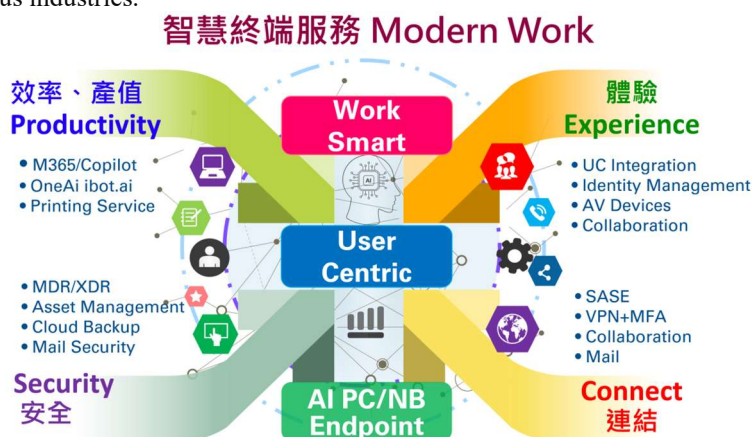 us industries.
智慧終端服務 Modern Work
效率、產值
Productivity
• M365/Copilot
• OneAi ibot.ai
• Printing Service
Work
Smart
AI
體驗
Experience
• UC Integration
• Identity Management
• AV Devices
• Collaboration
User
Centric
• MDR/XDR
• Asset Management
• Cloud Backup
• Mail Security
Security
安全
• SASE
• VPN+MFA
• Collaboration
• Mail
Connect
連結
AI PC/NB
Endpoint